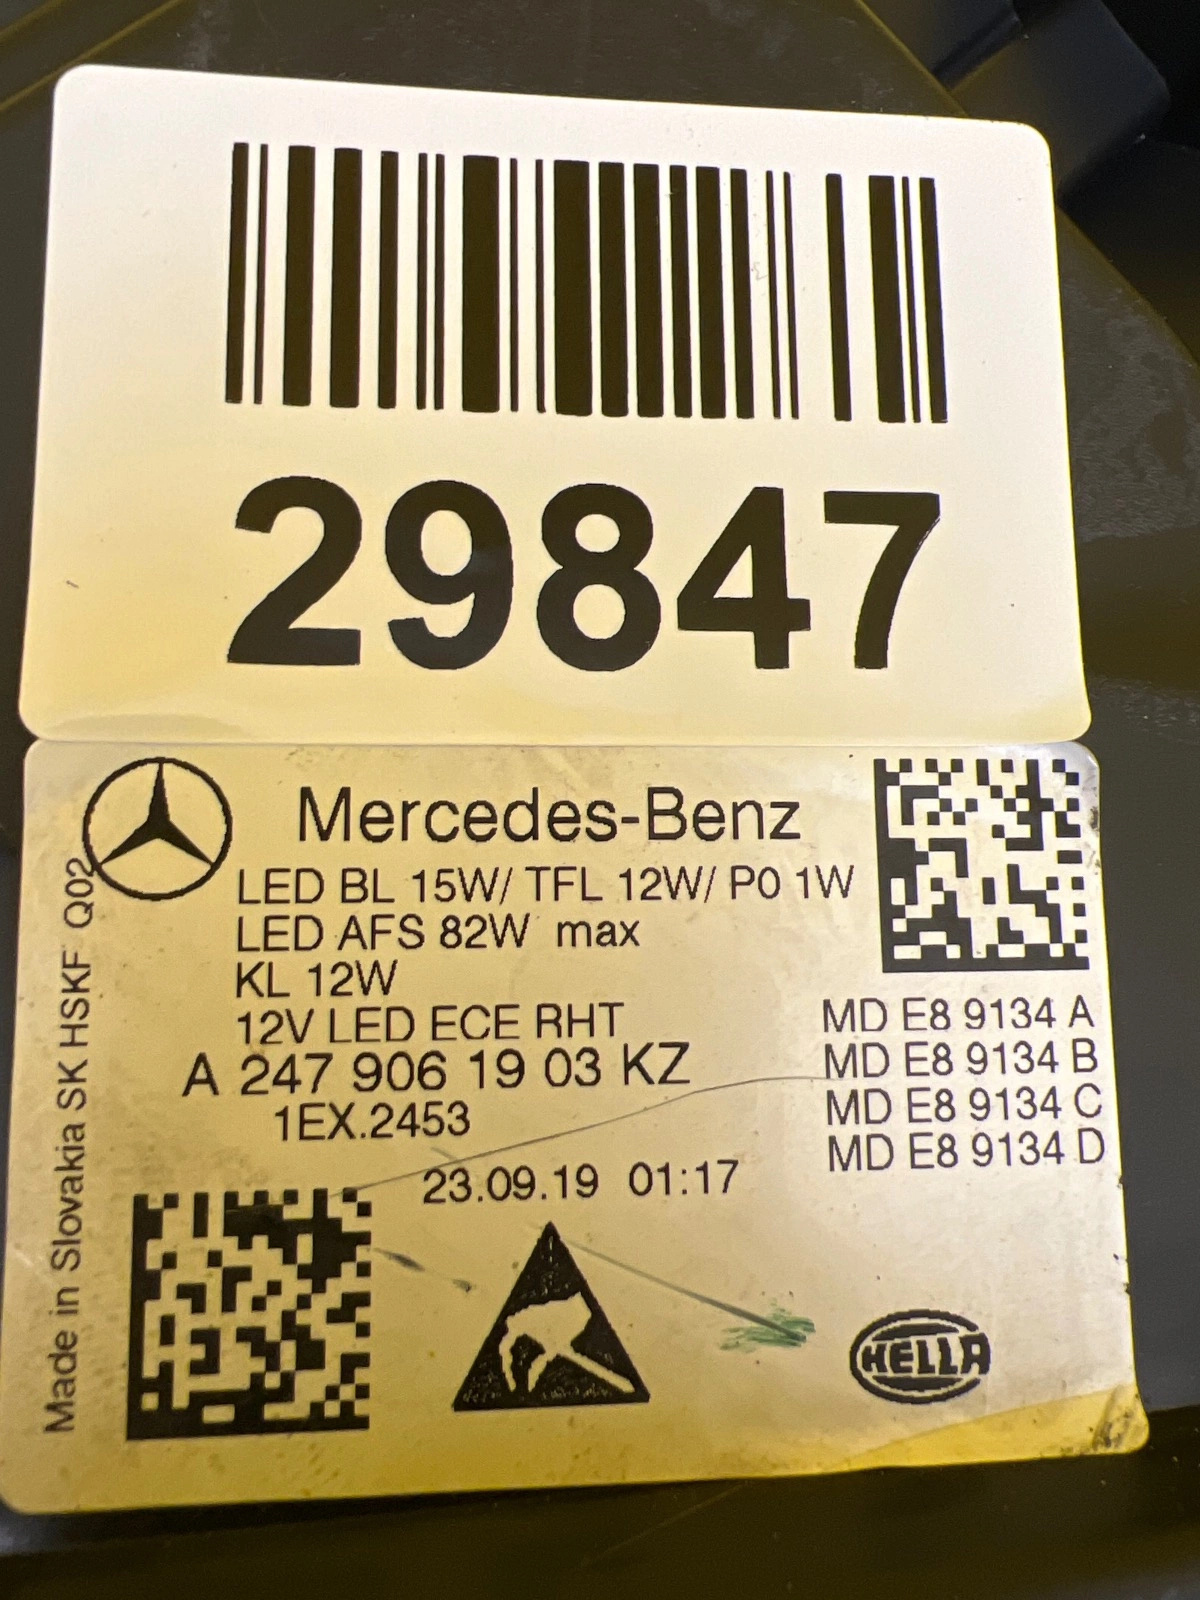 29847
Mercedes-Benz
LED BL 15W/ TFL 12W/ P0 1W
LED AFS 82W max
KL 12W
12V LED ECE RHT
A 247 906 19 03 KZ
1EX.2453
23.09.19 01:17
MD E8 9134 A
MD E8 9134 B
MD E8 9134 C
MD E8 9134 D
Made in Slovakia SK HSKF Q02
HELLA